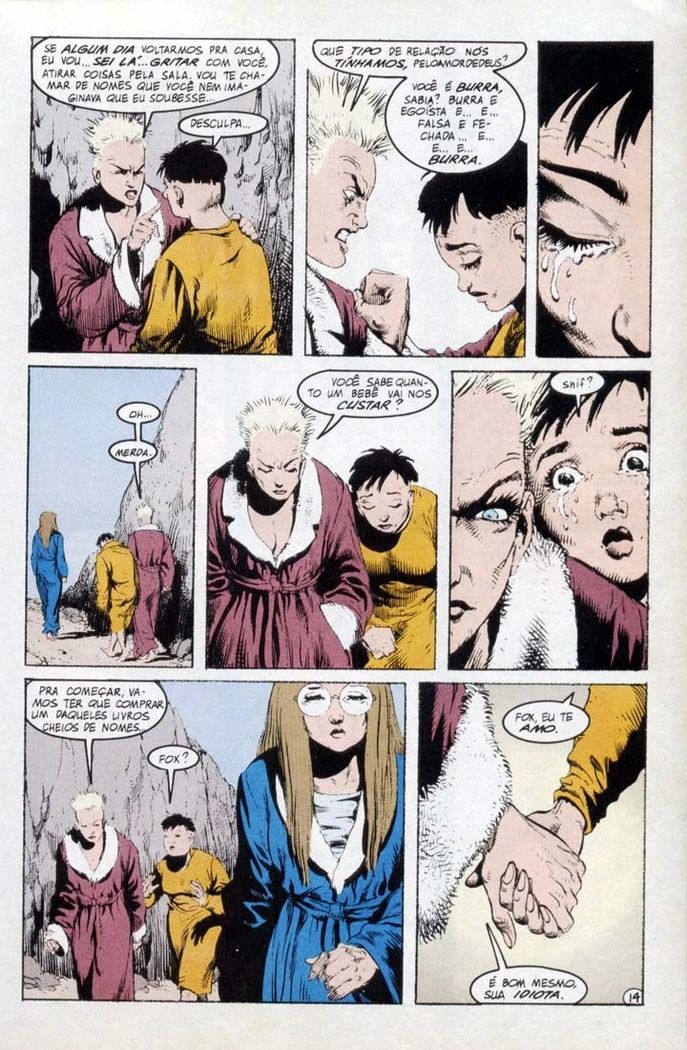 SE ALGUM DIA VOLTARMOS PRA CASA,
EU VOU... SEI LÁ... GRITAR COM VOCÊ,
ATIRAR COISAS PELA SALA. VOU TE CHA-
MAR DE NOMES QUE VOCÊ NEM IMA-
GINAVA QUE EU SOUBESSE...
DESCULPA...
QUE TIPO DE RELAÇÃO NÓS
TÍNHAMOS, PELOAMORDEDEUS?
VOCÊ É BURRA,
SABIA? BURRA E
EGOÍSTA E... E...
FALSA E FE-
CHADA... E...
E... E...
BURRA.
OH...
MERDA.
VOCÊ SABE QUAN-
TO UM BEBÊ VAI NOS
CUSTAR?
snif?
PRA COMEÇAR, VA-
MOS TER QUE COMPRAR
UM DAQUELES LIVROS
CHEIOS DE NOMES...
FOX?
FOX, EU TE
AMO.
É BOM MESMO,
SUA IDIOTA.
14